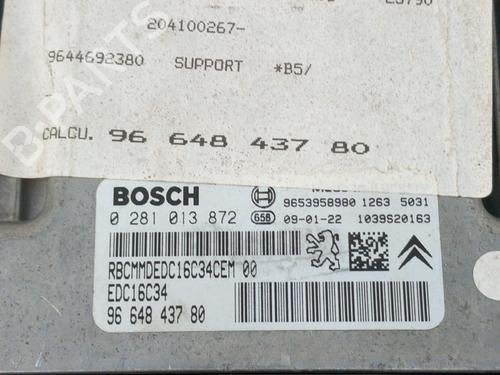 204100267-
9644692380 SUPPORT *B5/
CALCU. 96 648 437 80
BOSCH
9653958980 1263 5031
0 281 013 872 G58 09-01-22 1039S20163
RBCMMDEDC16C34CEM 00
EDC16C34
96 648 437 80
B-PARTS